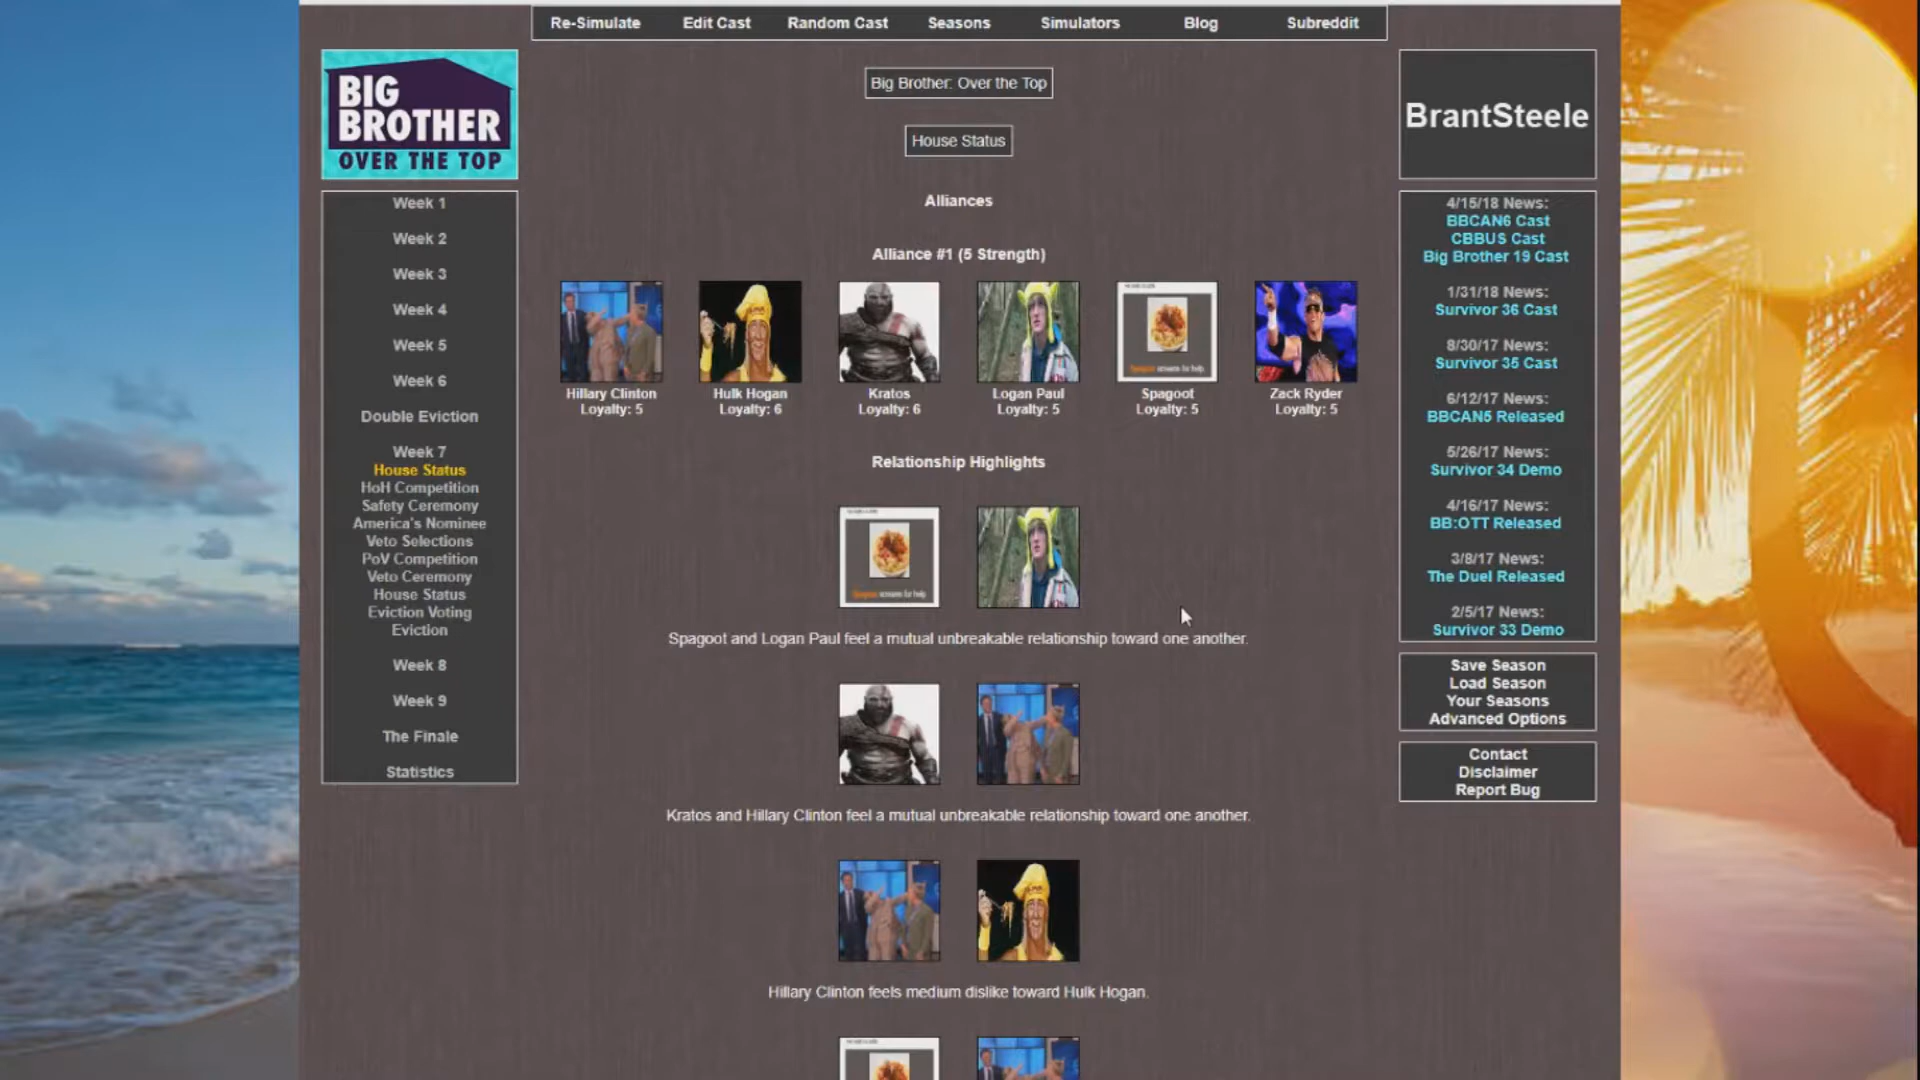 Re-Simulate Edit Cast Random Cast Seasons Simulators Blog Subreddit
BIG
BROTHER
OVER THE TOP
Week 1
Week 2
Week 3
Week 4
Week 5
Week 6
Double Eviction
Week 7
House Status
HoH Competition
Safety Ceremony
America's Nominee
Veto Selections
PoV Competition
Veto Ceremony
House Status
Eviction Voting
Eviction
Week 8
Week 9
The Finale
Statistics
Big Brother: Over the Top
House Status
Alliances
Alliance #1 (5 Strength)
Hillary Clinton
Loyalty: 5
Hulk Hogan
Loyalty: 6
Kratos
Loyalty: 6
Logan Paul
Loyalty: 5
Spagoot
Loyalty: 5
Zack Ryder
Loyalty: 5
Relationship Highlights
Spagoot and Logan Paul feel a mutual unbreakable relationship toward one another.
Kratos and Hillary Clinton feel a mutual unbreakable relationship toward one another.
Hillary Clinton feels medium dislike toward Hulk Hogan.
BrantSteele
4/15/18 News:
BBCAN6 Cast
CBBUS Cast
Big Brother 19 Cast
1/31/18 News:
Survivor 36 Cast
8/30/17 News:
Survivor 35 Cast
6/12/17 News:
BBCAN5 Released
5/26/17 News:
Survivor 34 Demo
4/16/17 News:
BB:OTT Released
3/8/17 News:
The Duel Released
2/5/17 News:
Survivor 33 Demo
Save Season
Load Season
Your Seasons
Advanced Options
Contact
Disclaimer
Report Bug